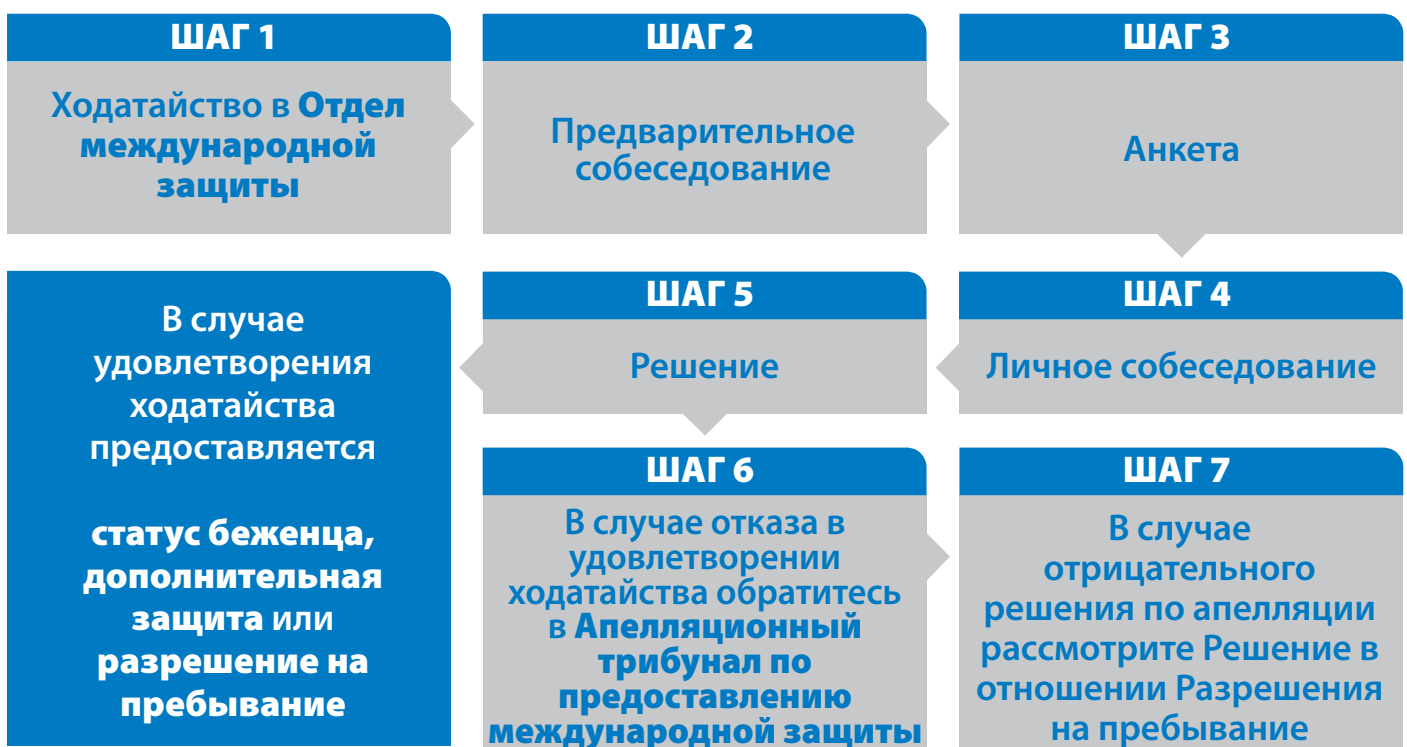 ШАГ 1
Ходатайство в Отдел
международной
защиты
ШАГ 2
Предварительное
собеседование
ШАГ 3
Анкета
ШАГ 4
Личное собеседование
ШАГ 5
Решение
В случае
удовлетворения
ходатайства
предоставляется
статус беженца,
дополнительная
защита или
разрешение на
пребывание
ШАГ 6
В случае отказа в
удовлетворении
ходатайства обратитесь
в Апелляционный
трибунал по
предоставлению
международной защиты
ШАГ 7
В случае
отрицательного
решения по апелляции
рассмотрите Решение в
отношении Разрешения
на пребывание